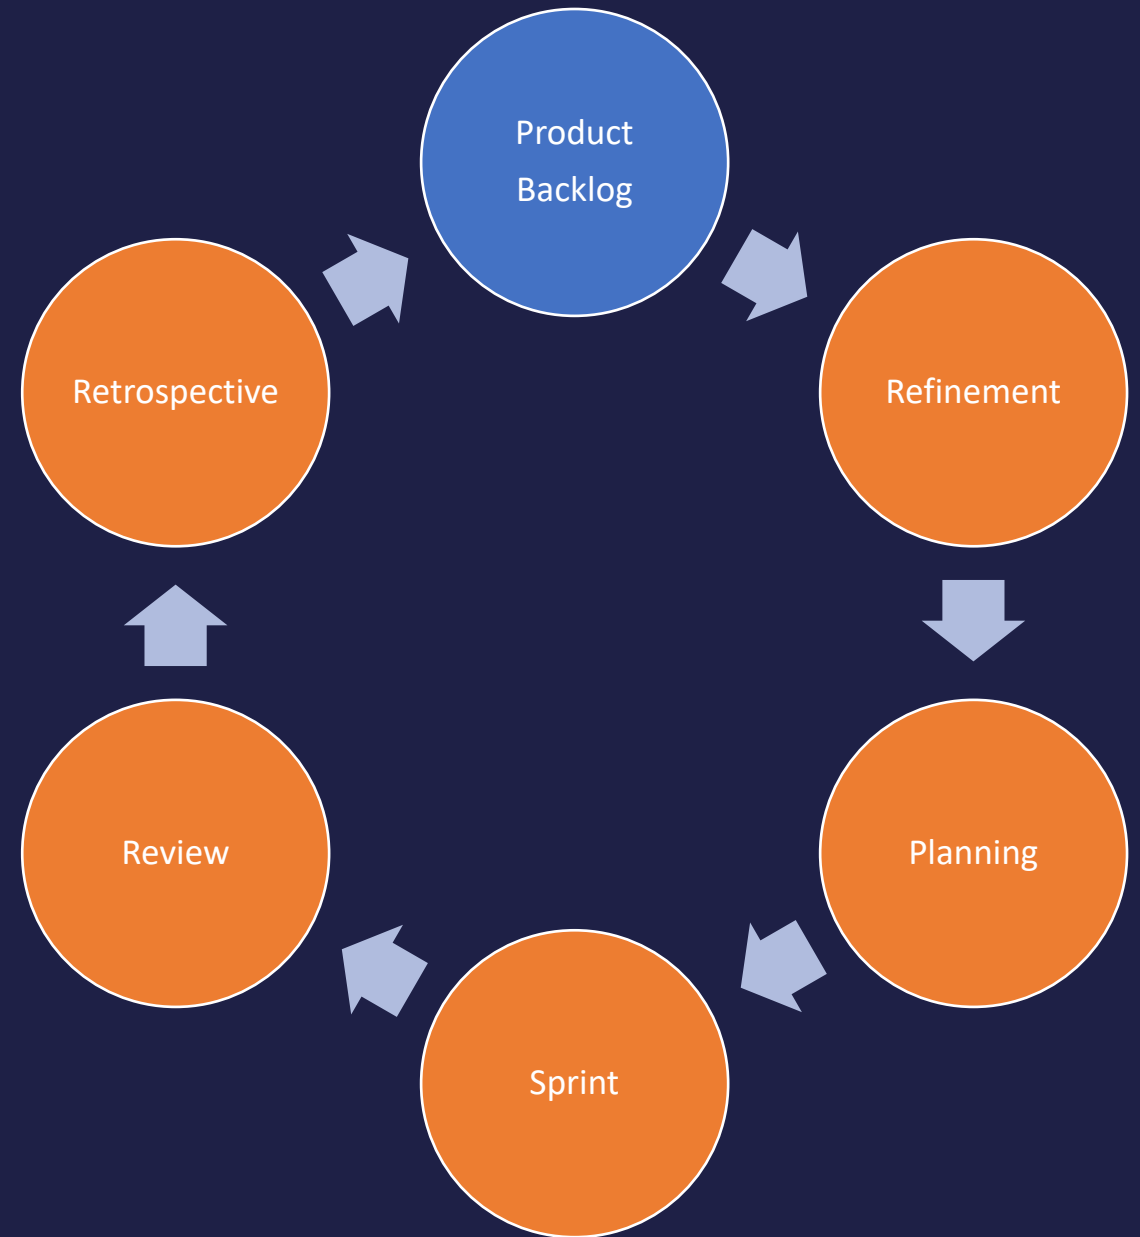 Product
Backlog
Refinement
Planning
Sprint
Review
Retrospective